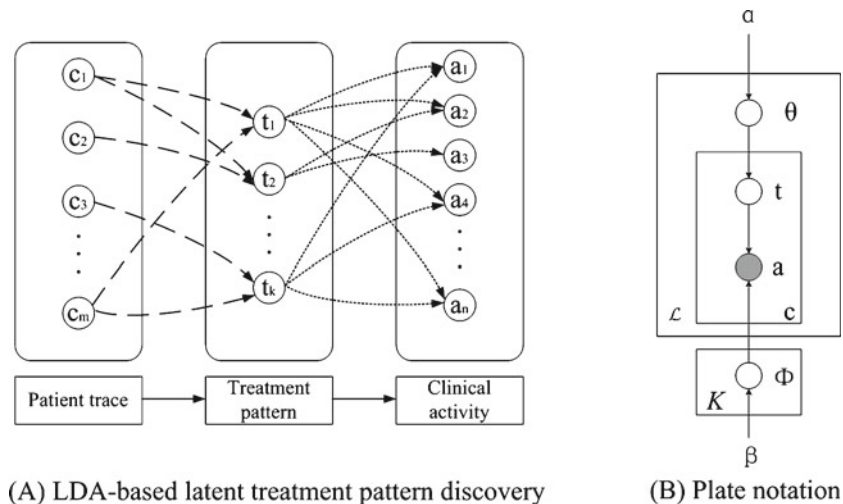 c1
c2
c3
cm
t1
t2
tk
a1
a2
a3
a4
an
Patient trace
Treatment
pattern
Clinical
activity
(A) LDA-based latent treatment pattern discovery
α
θ
t
a
ℒ
c
Φ
K
β
(B) Plate notation